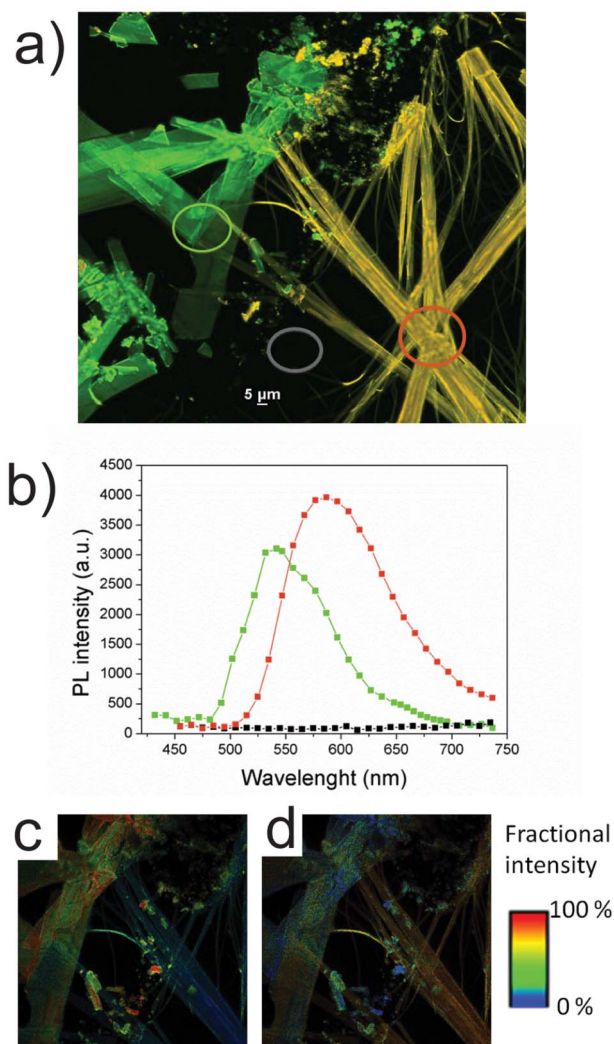 a)
5 µm
b)
4500
4000
3500
3000
2500
2000
1500
1000
500
0
PL intensity (a.u.)
450 500 550 600 650 700 750
Wavelenght (nm)
c
d
Fractional
intensity
100 %
0 %